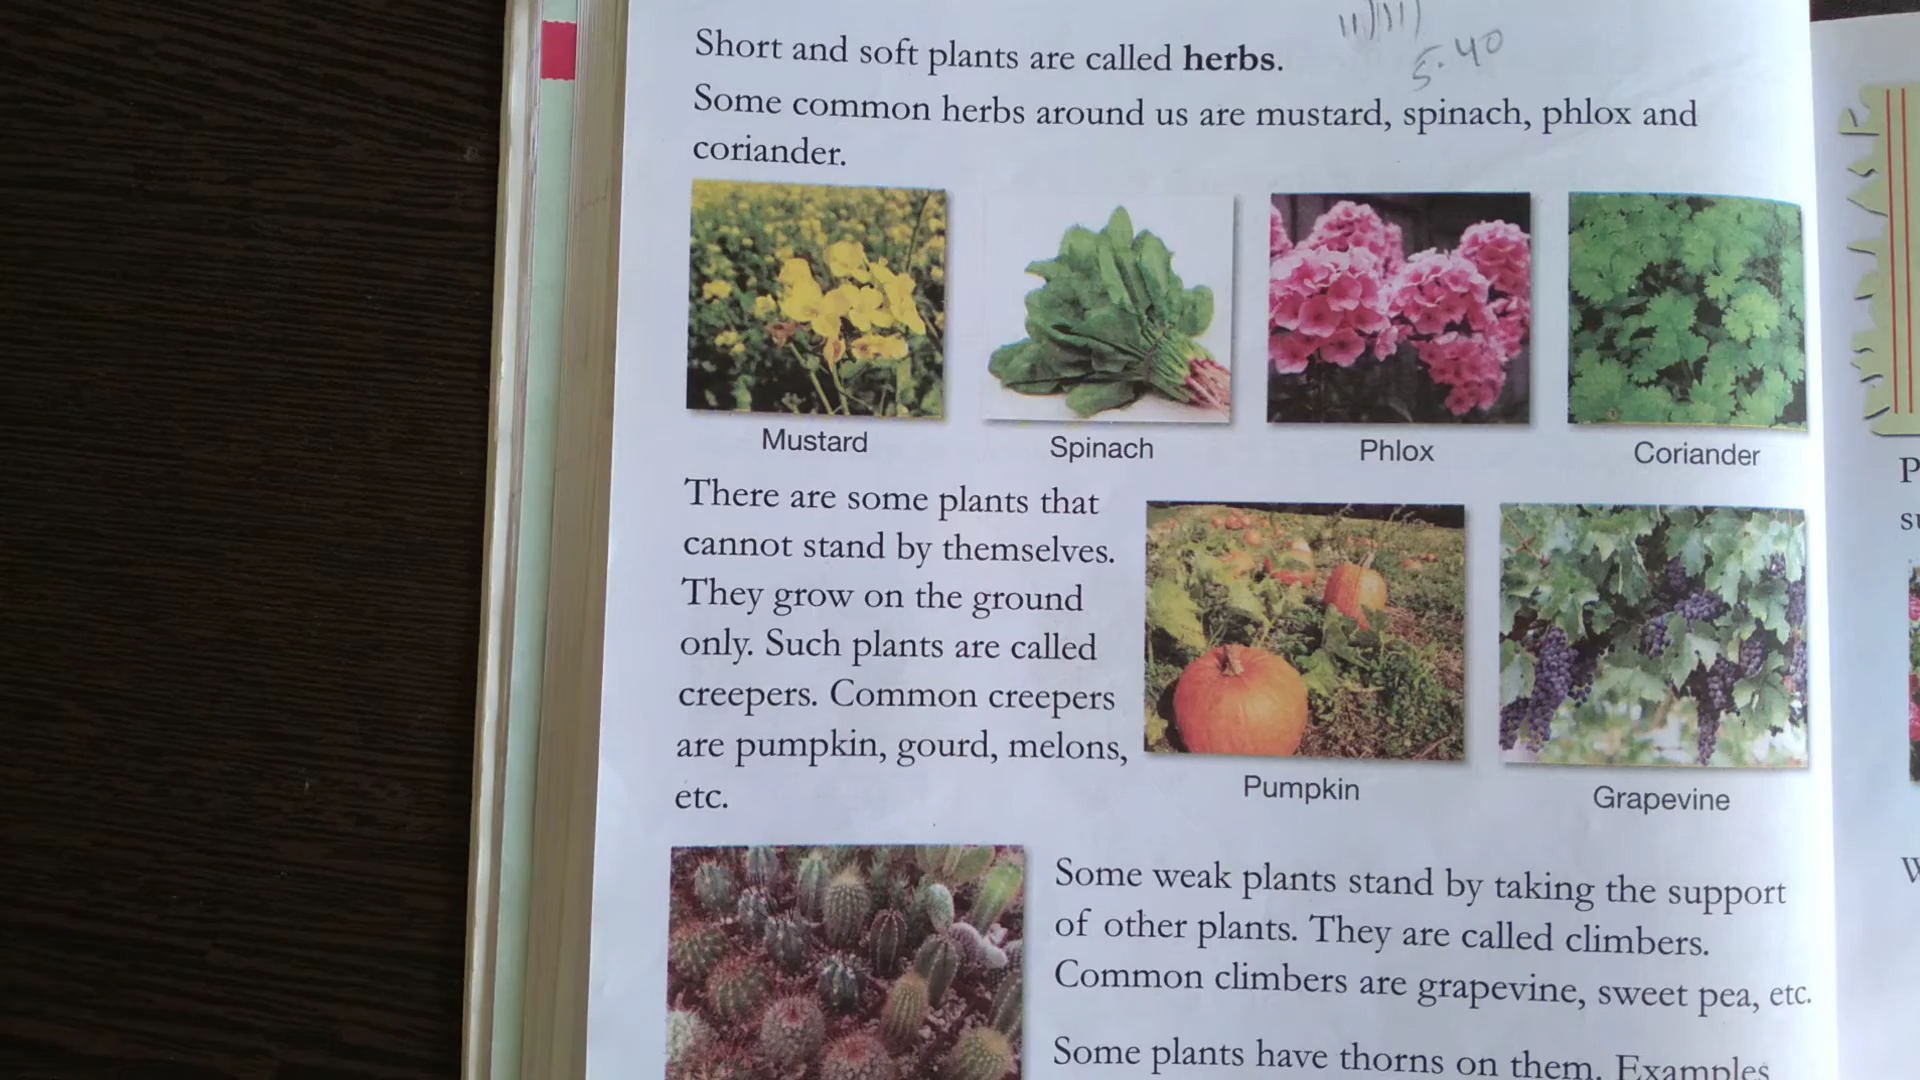 Short and soft plants are called herbs.
5.40
Some common herbs around us are mustard, spinach, phlox and
coriander.
Mustard
Spinach
Phlox
Coriander
There are some plants that
cannot stand by themselves.
They grow on the ground
only. Such plants are called
creepers. Common creepers
are pumpkin, gourd, melons,
etc.
Pumpkin
Grapevine
Some weak plants stand by taking the support
of other plants. They are called climbers.
Common climbers are grapevine, sweet pea, etc.
Some plants have thorns on them. Examples